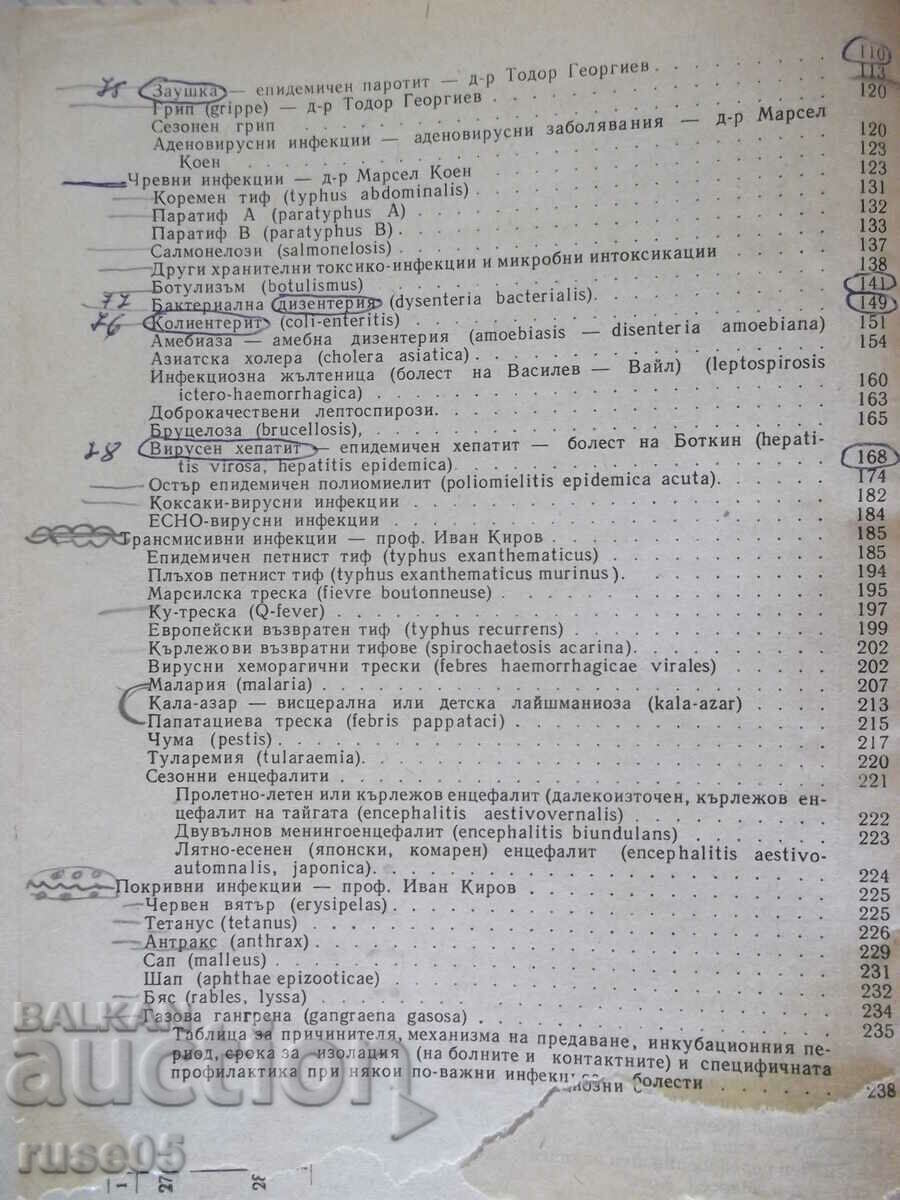 110
75 Заушка — епидемичен паротит — д-р Тодор Георгиев . . . . . . 113
Грип (grippe) — д-р Тодор Георгиев . . . . . . 120
Сезонен грип . . . . . .
Аденовирусни инфекции — аденовирусни заболявания — д-р Марсел
Коен . . . . . . 120
123
Чревни инфекции — д-р Марсел Коен . . . . . . 123
Коремен тиф (typhus abdominalis) . . . . . . 131
Паратиф А (paratyphus A) . . . . . . 132
Паратиф В (paratyphus B) . . . . . . 133
Салмонелози (salmonelosis) . . . . . . 137
Други хранителни токсико-инфекции и микробни интоксикации . . . . . . 138
Ботулизъм (botulismus) . . . . . . 141
77 Бактериална дизентерия (dysenteria bacterialis) . . . . . . 149
76 Колиентерит (coli-enteritis) . . . . . . 151
Амебиаза — амебна дизентерия (amoebiasis — disenteria amoebiana) 154
Азиатска холера (cholera asiatica) . . . . . .
Инфекциозна жълтеница (болест на Василев — Вайл) (leptospirosis
ictero-haemorrhagica) . . . . . . 160
Доброкачествени лептоспирози . . . . . . 163
Бруцелоза (brucellosis), . . . . . . 165
78 Вирусен хепатит — епидемичен хепатит — болест на Боткин (hepati-
tis virosa, hepatitis epidemica) . . . . . . 168
Остър епидемичен полиомиелит (poliomielitis epidemica acuta) . . . . . . 174
Коксаки-вирусни инфекции . . . . . . 182
ЕСНО-вирусни инфекции . . . . . . 184
Трансмисивни инфекции — проф. Иван Киров . . . . . . 185
Епидемичен петнист тиф (typhus exanthematicus) . . . . . . 185
Плъхов петнист тиф (typhus exanthematicus murinus) . . . . . . 194
Марсилска треска (fievre boutonneuse) . . . . . . 195
Ку-треска (Q-fever) . . . . . . 197
Европейски възвратен тиф (typhus recurrens) . . . . . . 199
Кърлежови възвратни тифове (spirochaetosis acarina) . . . . . . 202
Вирусни хеморагични трески (febres haemorrhagicae virales) . . . . . . 202
Малария (malaria) . . . . . . 207
Кала-азар — висцерална или детска лайшманиоза (kala-azar) . . . . 213
Папатациева треска (febris pappataci) . . . . . . 215
Чума (pestis) . . . . . . 217
Туларемия (tularaemia) . . . . . . 220
Сезонни енцефалити . . . . . . 221
Пролетно-летен или кърлежов енцефалит (далекоизточен, кърлежов ен-
цефалит на тайгата (encephalitis aestivovernalis) . . . . . . 222
Двувълнов менингоенцефалит (encephalitis biundulans) . . . . . . 223
Лятно-есенен (японски, комарен) енцефалит (encephalitis aestivo-
automnalis, japonica) . . . . . . 224
Покривни инфекции — проф. Иван Киров . . . . . . 225
Червен вятър (erysipelas) . . . . . . 225
Тетанус (tetanus) . . . . . . 226
Антракс (anthrax) . . . . . . 229
Сап (malleus) . . . . . . 231
Шап (aphthae epizooticae) . . . . . . 232
Бяс (rables, lyssa) . . . . . . 234
Газова гангрена (gangraena gasosa) . . . . . . 235
Таблица за причинителя, механизма на предаване, инкубационния пе-
риод, срока за изолация (на болните и контактните) и специфичната
профилактика при някои по-важни инфекциозни болести . . . . . . 238
BALKAN
auction
ruse05
1 27 28